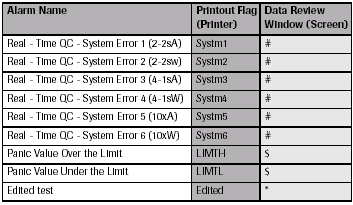 Alarm Name Printout Flag (Printer) Data Review Window (Screen)
Real - Time QC - System Error 1 (2-2sA) Systm1 #
Real - Time QC - System Error 2 (2-2sw) Systm2 #
Real - Time QC - System Error 3 (4-1sA) Systm3 #
Real - Time QC - System Error 4 (4-1sW) Systm4 #
Real - Time QC - System Error 5 (10xA) Systm5 #
Real - Time QC - System Error 6 (10xW) Systm6 #
Panic Value Over the Limit LIMTH $
Panic Value Under the Limit LIMTL $
Edited test Edited *